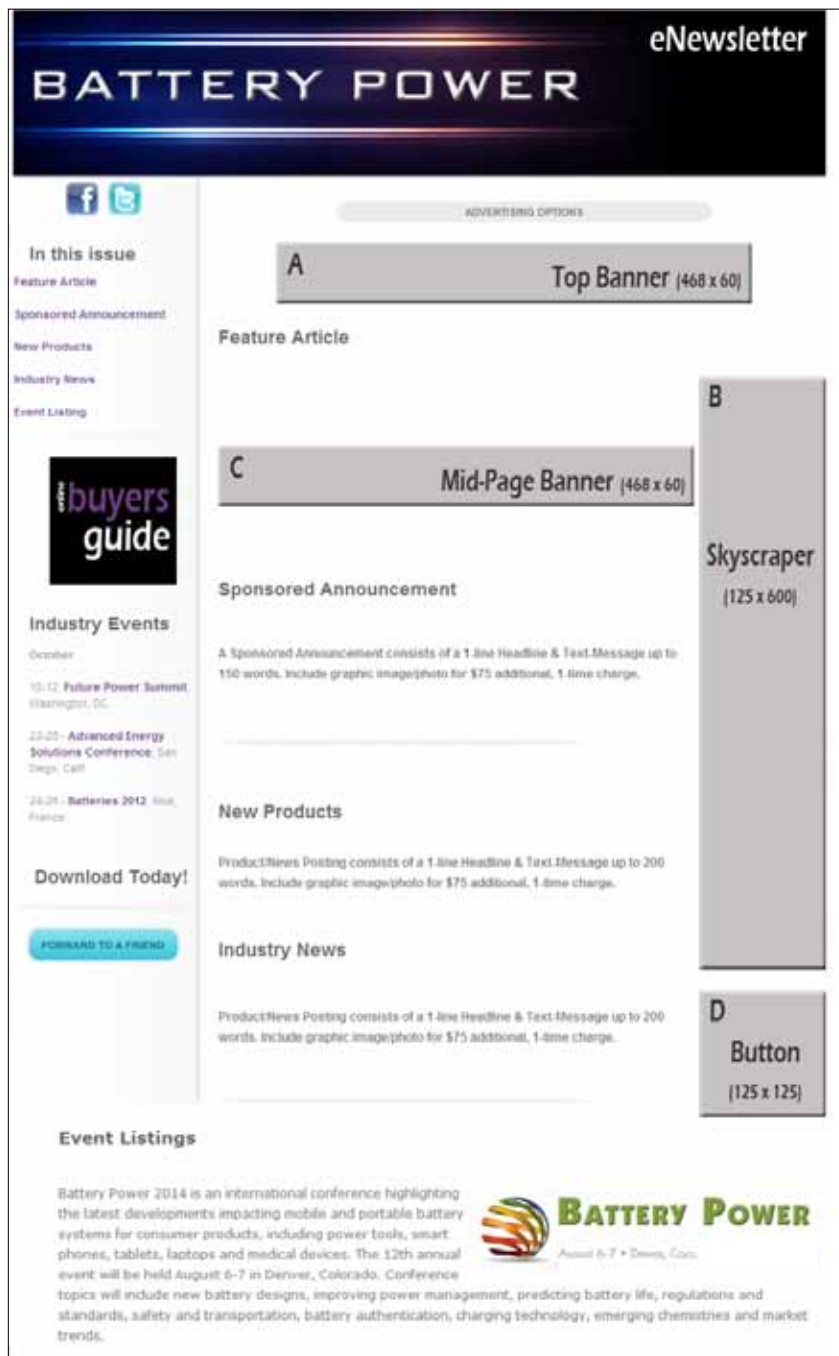 eNewsletter
BATTERY POWER
ADVERTISING OPTIONS
In this issue
Feature Article
Sponsored Announcement
New Products
Industry News
Event Listing
online
buyers
guide
Industry Events
October
10-12 Future Power Summit
Washington, DC
23-25 - Advanced Energy
Solutions Conference, San
Diego, Calif
24-26 - Batteries 2012, Nice,
France
Download Today!
FORWARD TO A FRIEND
A Top Banner (468 x 60)
Feature Article
B
Skyscraper
(125 x 600)
C Mid-Page Banner (468 x 60)
Sponsored Announcement
A Sponsored Announcement consists of a 1-line Headline & Text-Message up to
150 words. Include graphic image/photo for $75 additional, 1-time charge.
New Products
Product/News Posting consists of a 1-line Headline & Text-Message up to 200
words. Include graphic image/photo for $75 additional, 1-time charge.
Industry News
Product/News Posting consists of a 1-line Headline & Text-Message up to 200
words. Include graphic image/photo for $75 additional, 1-time charge.
D
Button
(125 x 125)
Event Listings
Battery Power 2014 is an international conference highlighting
the latest developments impacting mobile and portable battery
systems for consumer products, including power tools, smart
phones, tablets, laptops and medical devices. The 12th annual
event will be held August 6-7 in Denver, Colorado. Conference
topics will include new battery designs, improving power management, predicting battery life, regulations and
standards, safety and transportation, battery authentication, charging technology, emerging chemistries and market
trends.
BATTERY POWER
August 6-7 • Denver, Colo.